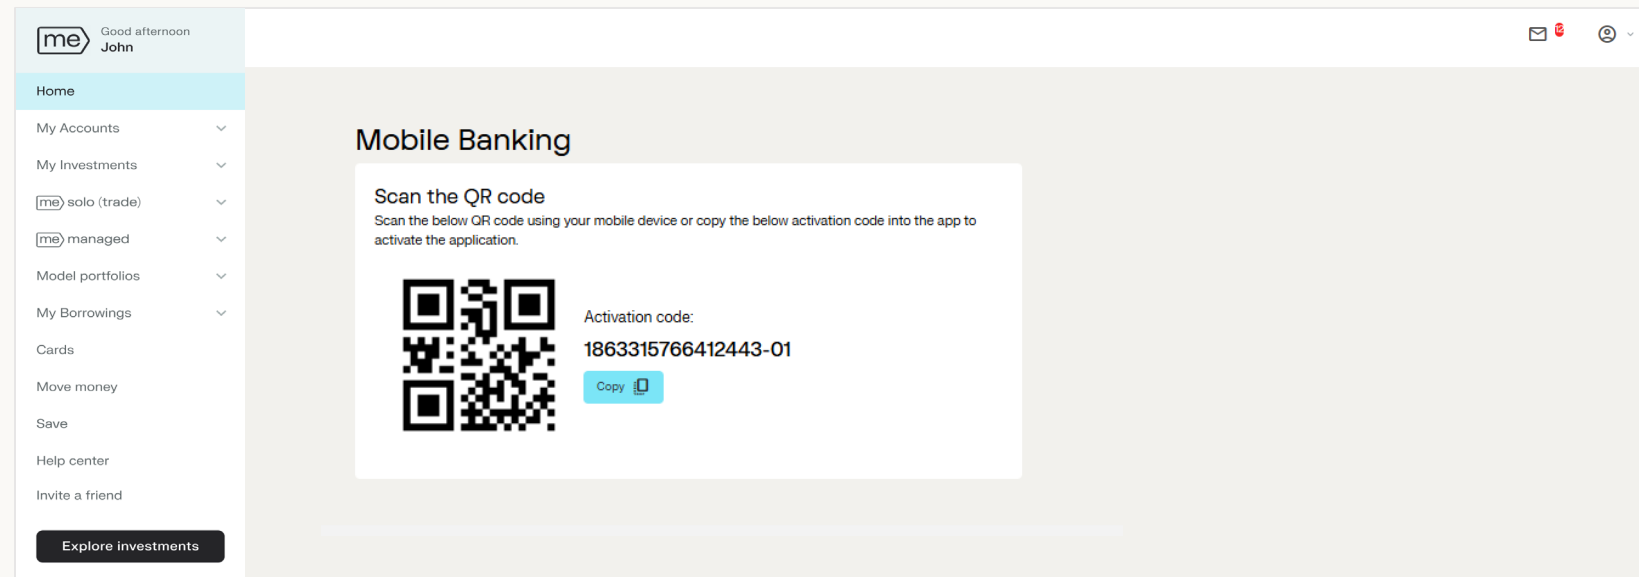 me
Good afternoon
John
Home
My Accounts
My Investments
me solo (trade)
me managed
Model portfolios
My Borrowings
Cards
Move money
Save
Help center
Invite a friend
Explore investments
12
Mobile Banking
Scan the QR code
Scan the below QR code using your mobile device or copy the below activation code into the app to
activate the application.
Activation code:
1863315766412443-01
Copy